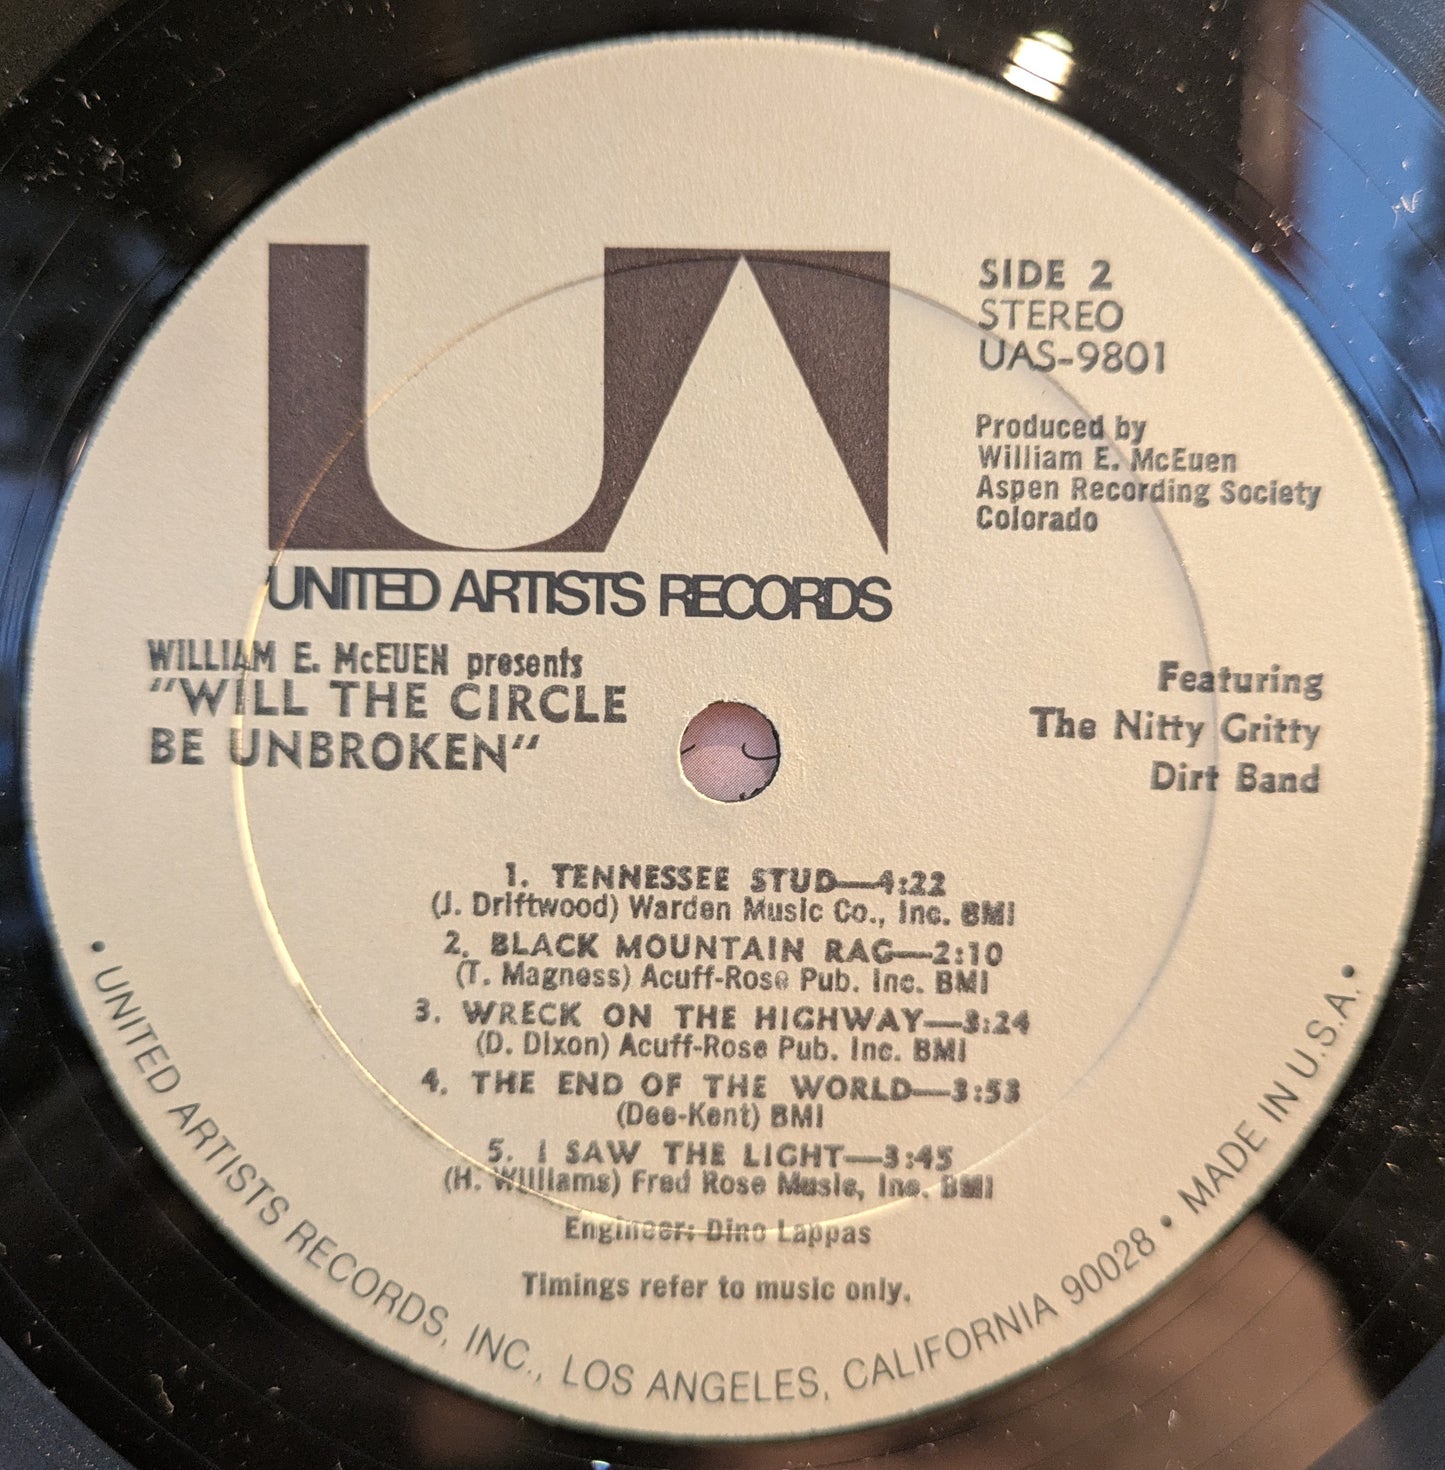 UA
UNITED ARTISTS RECORDS
SIDE 2
STEREO
UAS-9801
Produced by
William E. McEuen
Aspen Recording Society
Colorado
WILLIAM E. McEUEN presents
"WILL THE CIRCLE
BE UNBROKEN"
Featuring
The Nitty Gritty
Dirt Band
1. TENNESSEE STUD—4:22
(J. Driftwood) Warden Music Co., Inc. BMI
2. BLACK MOUNTAIN RAG—2:10
(T. Magness) Acuff-Rose Pub. Inc. BMI
3. WRECK ON THE HIGHWAY—3:24
(D. Dixon) Acuff-Rose Pub. Inc. BMI
4. THE END OF THE WORLD—3:53
(Dee-Kent) BMI
5. I SAW THE LIGHT—3:45
(H. Williams) Fred Rose Music, Inc. BMI
Engineer: Dino Lappas
Timings refer to music only.
• UNITED ARTISTS RECORDS, INC., LOS ANGELES, CALIFORNIA 90028 • MADE IN U.S.A. •